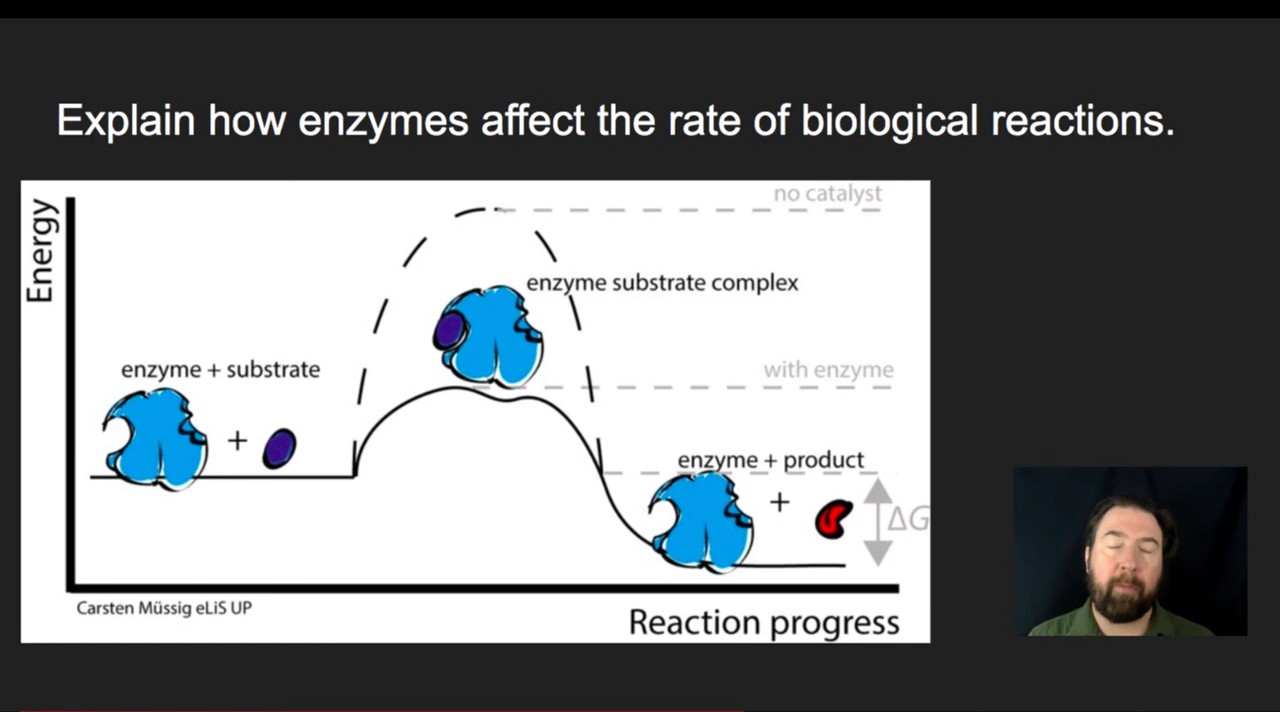 Explain how enzymes affect the rate of biological reactions.
Energy
no catalyst
enzyme substrate complex
enzyme + substrate
with enzyme
+
enzyme + product
+
ΔG
Carsten Müssig eLiS UP
Reaction progress